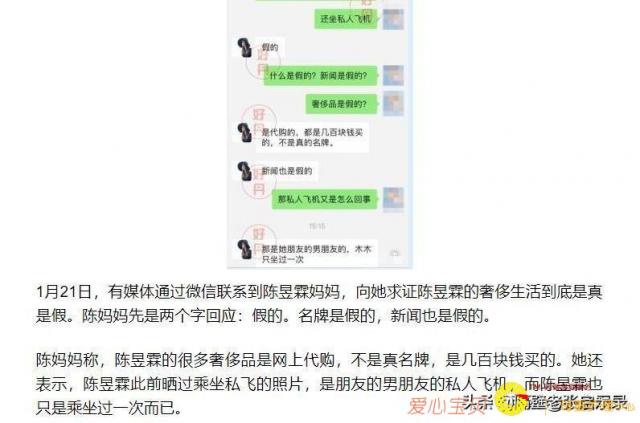 还坐私人飞机
假的
什么是假的？新闻是假的？
奢侈品是假的？
是代购的，都是几百块钱买
的，不是真的名牌。
新闻也是假的
那私人飞机又是怎么回事
15:15
那是她朋友的男朋友的，木木
只坐过一次
1月21日，有媒体通过微信联系到陈昱霖妈妈，向她求证陈昱霖的奢侈生活到底是真
是假。陈妈妈先是两个字回应：假的。名牌是假的，新闻也是假的。
陈妈妈称，陈昱霖的很多奢侈品是网上代购，不是真名牌，是几百块钱买的。她还
表示，陈昱霖此前晒过乘坐私飞的照片，是朋友的男朋友的私人飞机，而陈昱霖也
只是乘坐过一次而已。
爱心宝贝
头条
好丹